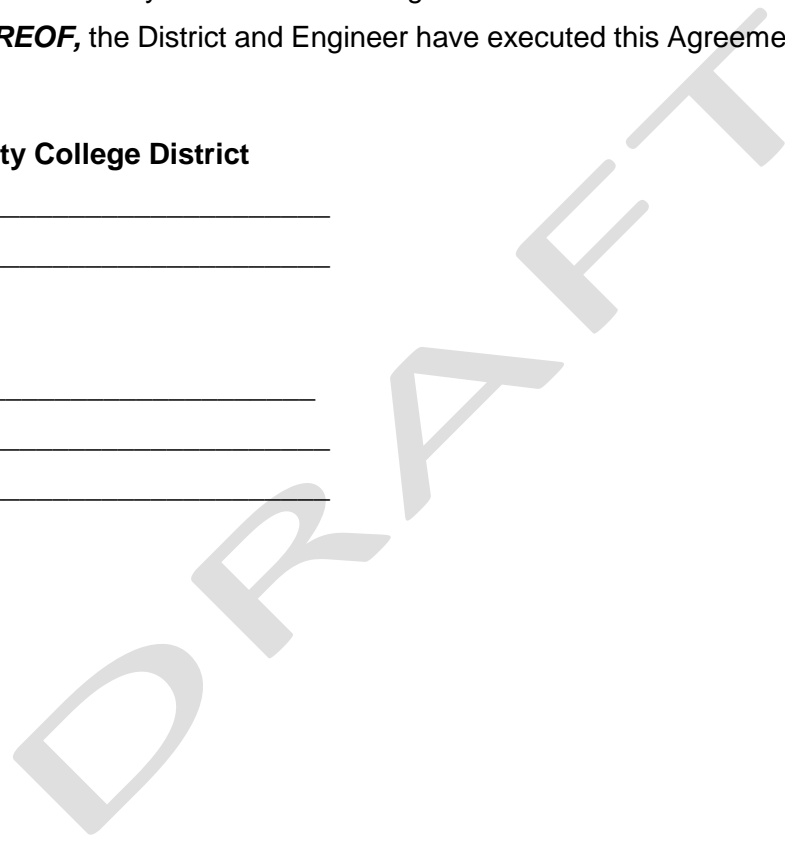 REOF, the District and Engineer have executed this Agreeme
ty College District
DRAFT